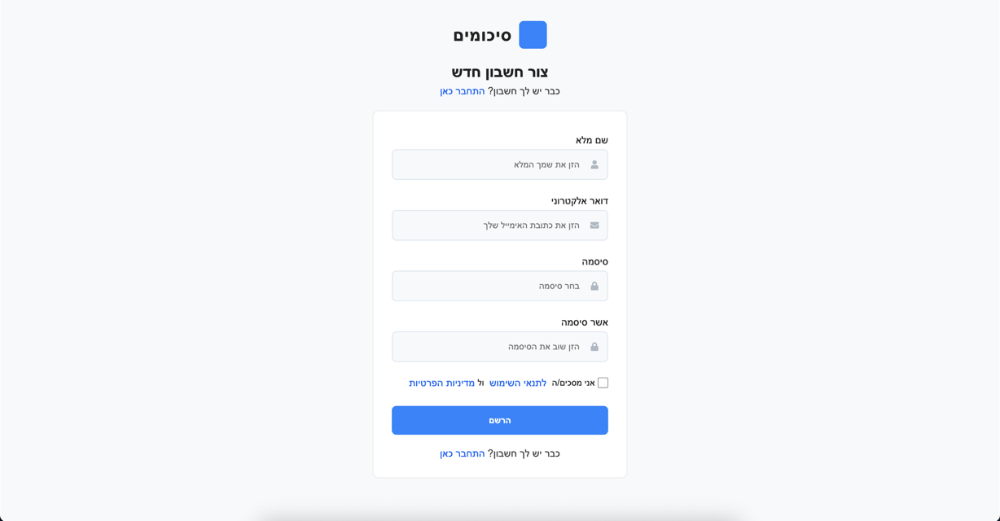 סיכומים
צור חשבון חדש
כבר יש לך חשבון? התחבר כאן
שם מלא
הזן את שמך המלא
דואר אלקטרוני
הזן את כתובת האימייל שלך
סיסמה
בחר סיסמה
אשר סיסמה
הזן שוב את הסיסמה
אני מסכים/ה לתנאי השימוש ול מדיניות הפרטיות
הרשם
כבר יש לך חשבון? התחבר כאן